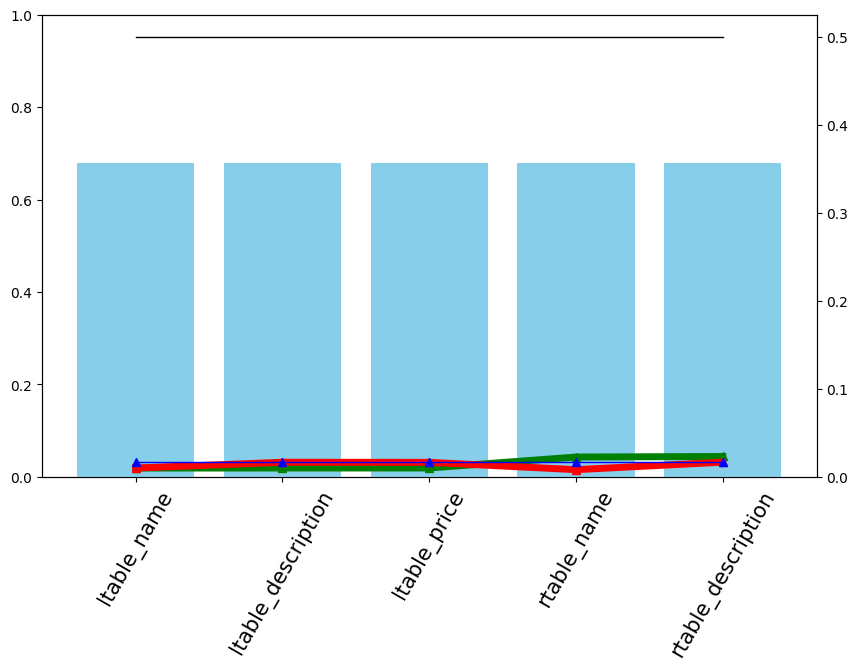 1.0
0.8
0.6
0.4
0.2
0.0
0.5
0.4
0.3
0.2
0.1
0.0
ltable_name
ltable_description
ltable_price
rtable_name
rtable_description